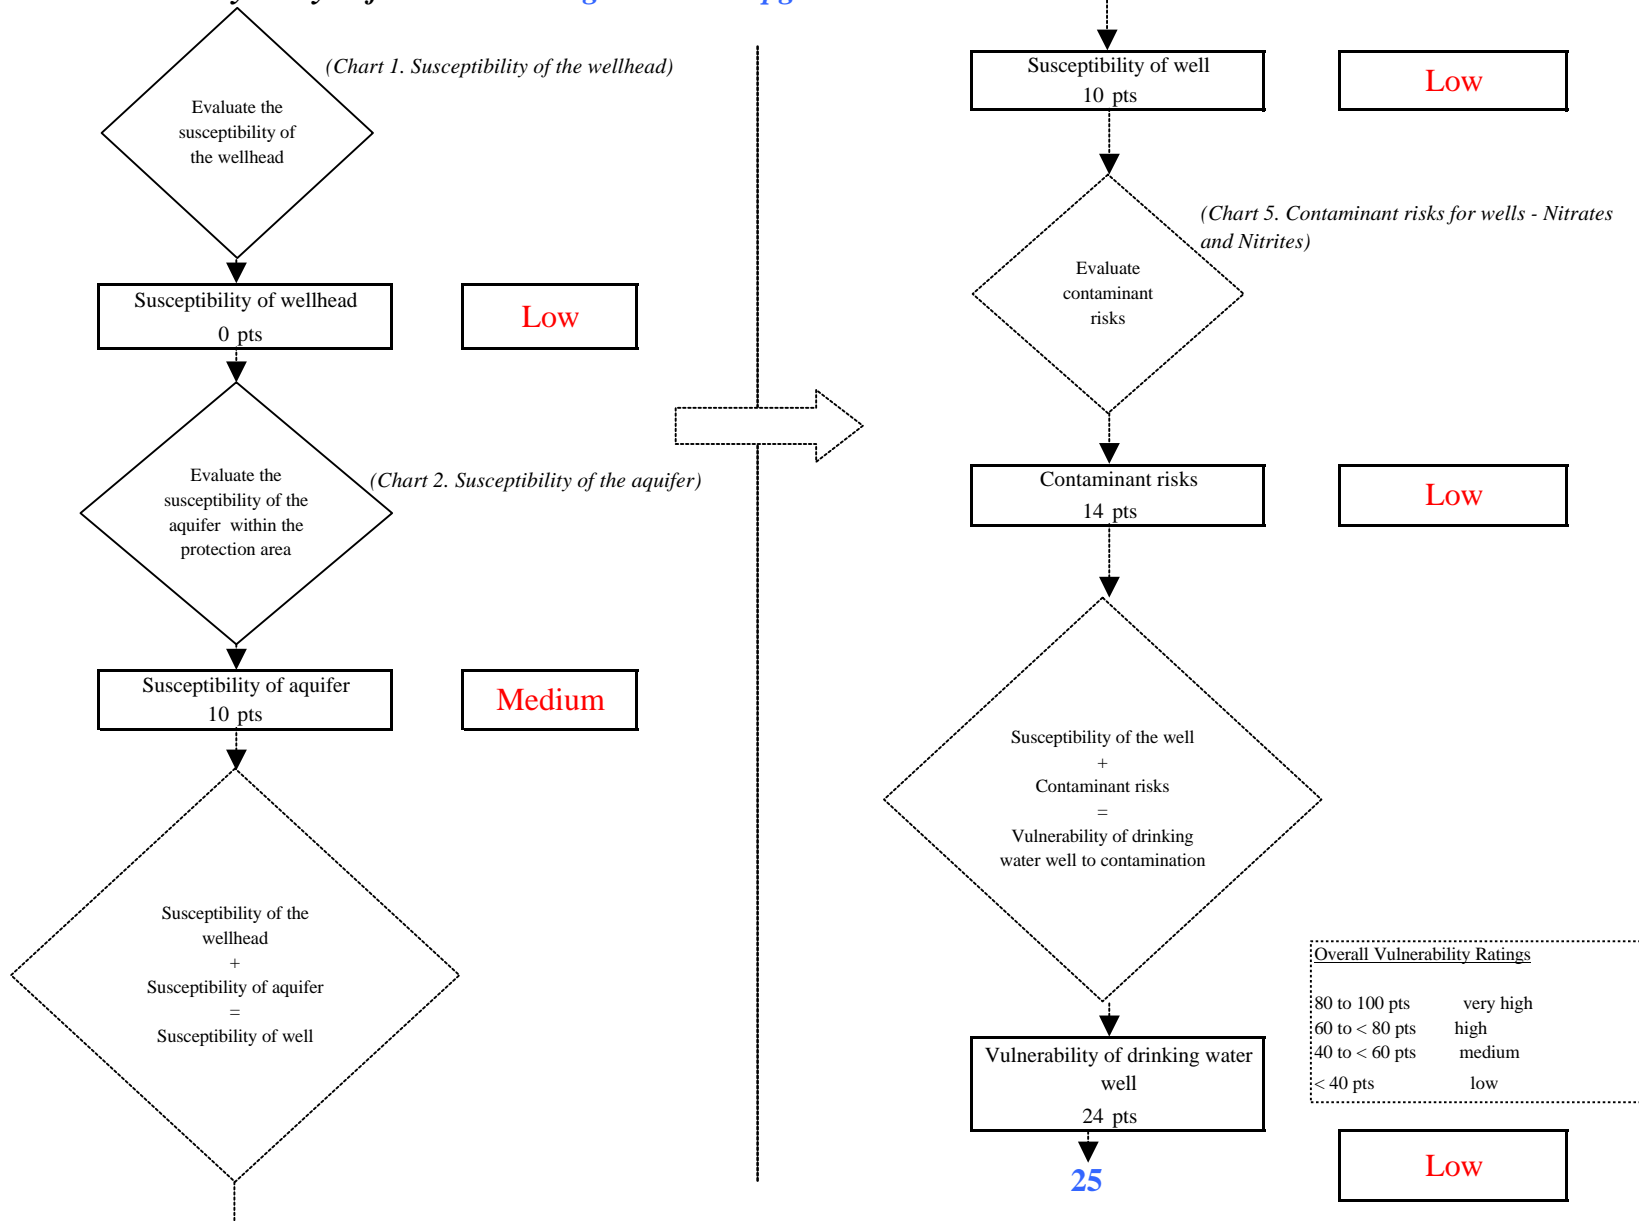 (Chart 1. Susceptibility of the wellhead)
Evaluate the
susceptibility of
the wellhead
Susceptibility of wellhead
0 pts
Low
Evaluate the
susceptibility of the
aquifer within the
protection area
(Chart 2. Susceptibility of the aquifer)
Susceptibility of aquifer
10 pts
Medium
Susceptibility of the
wellhead
+
Susceptibility of aquifer
=
Susceptibility of well
Susceptibility of well
10 pts
Low
(Chart 5. Contaminant risks for wells - Nitrates
and Nitrites)
Evaluate
contaminant
risks
Contaminant risks
14 pts
Low
Susceptibility of the well
+
Contaminant risks
=
Vulnerability of drinking
water well to contamination
Overall Vulnerability Ratings
80 to 100 pts very high
60 to < 80 pts high
40 to < 60 pts medium
< 40 pts low
Vulnerability of drinking water
well
24 pts
25
Low